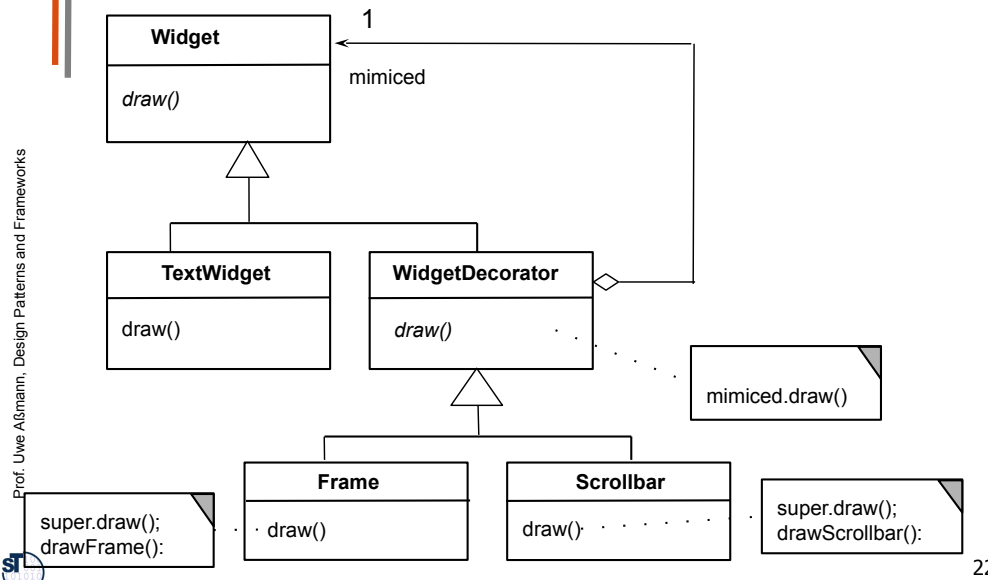 1
Widget
mimiced
draw()
Prof. Uwe Aßmann, Design Patterns and Frameworks
TextWidget
WidgetDecorator
draw()
draw()
mimiced.draw()
Frame
Scrollbar
super.draw();
drawFrame():
draw()
draw()
super.draw();
drawScrollbar():
sT
22